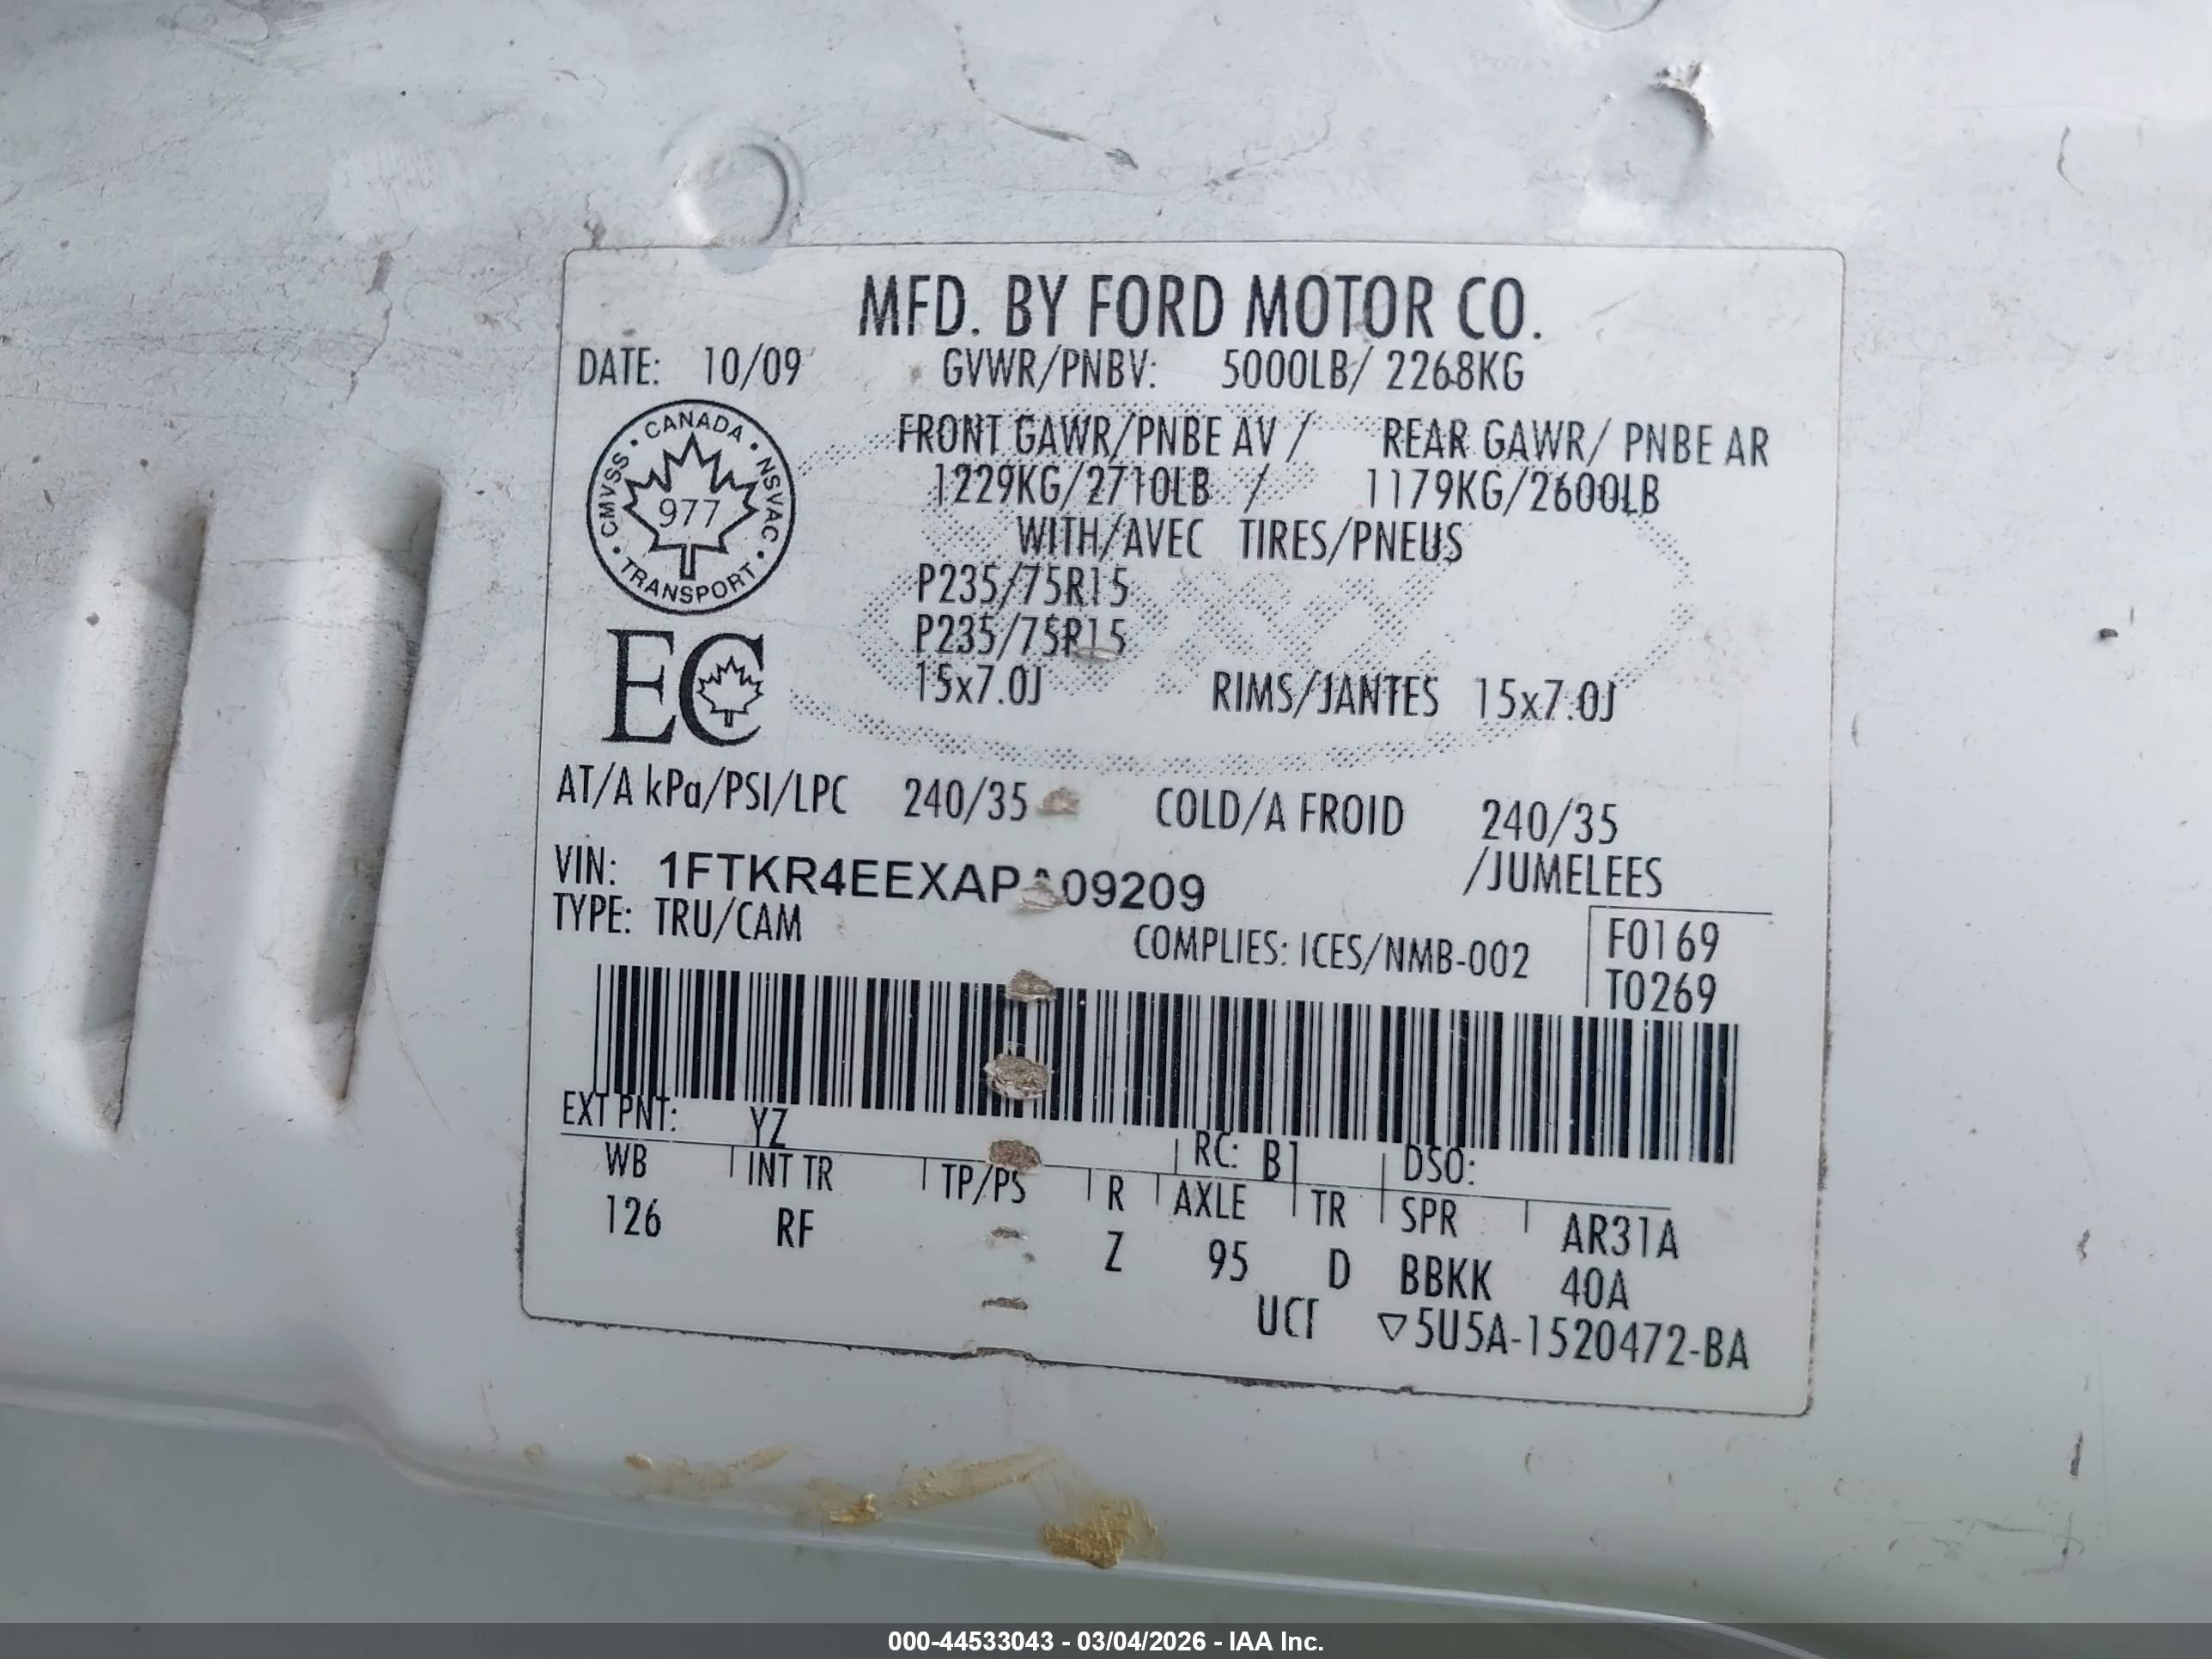 MFD. BY FORD MOTOR CO.
DATE: 10/09 GVWR/PNBV: 5000LB/ 2268KG
CANADA
CMVSS NSVAC
977
TRANSPORT
FRONT GAWR/PNBE AV / REAR GAWR/ PNBE AR
1229KG/2710LB / 1179KG/2600LB
WITH/AVEC TIRES/PNEUS
P235/75R15
P235/75R15
15x7.0J RIMS/JANTES 15x7.0J
EC
AT/A kPa/PSI/LPC 240/35 COLD/A FROID 240/35
/JUMELEES
VIN: 1FTKR4EEXAPA09209
TYPE: TRU/CAM
COMPLIES: ICES/NMB-002
F0169
T0269
EXT PNT: YZ RC: B1 DSO:
WB INT TR TP/PS R AXLE TR SPR AR31A
126 RF Z 95 D BBKK 40A
UCT ▽5U5A-1520472-BA
000-44533043 - 03/04/2026 - IAA Inc.